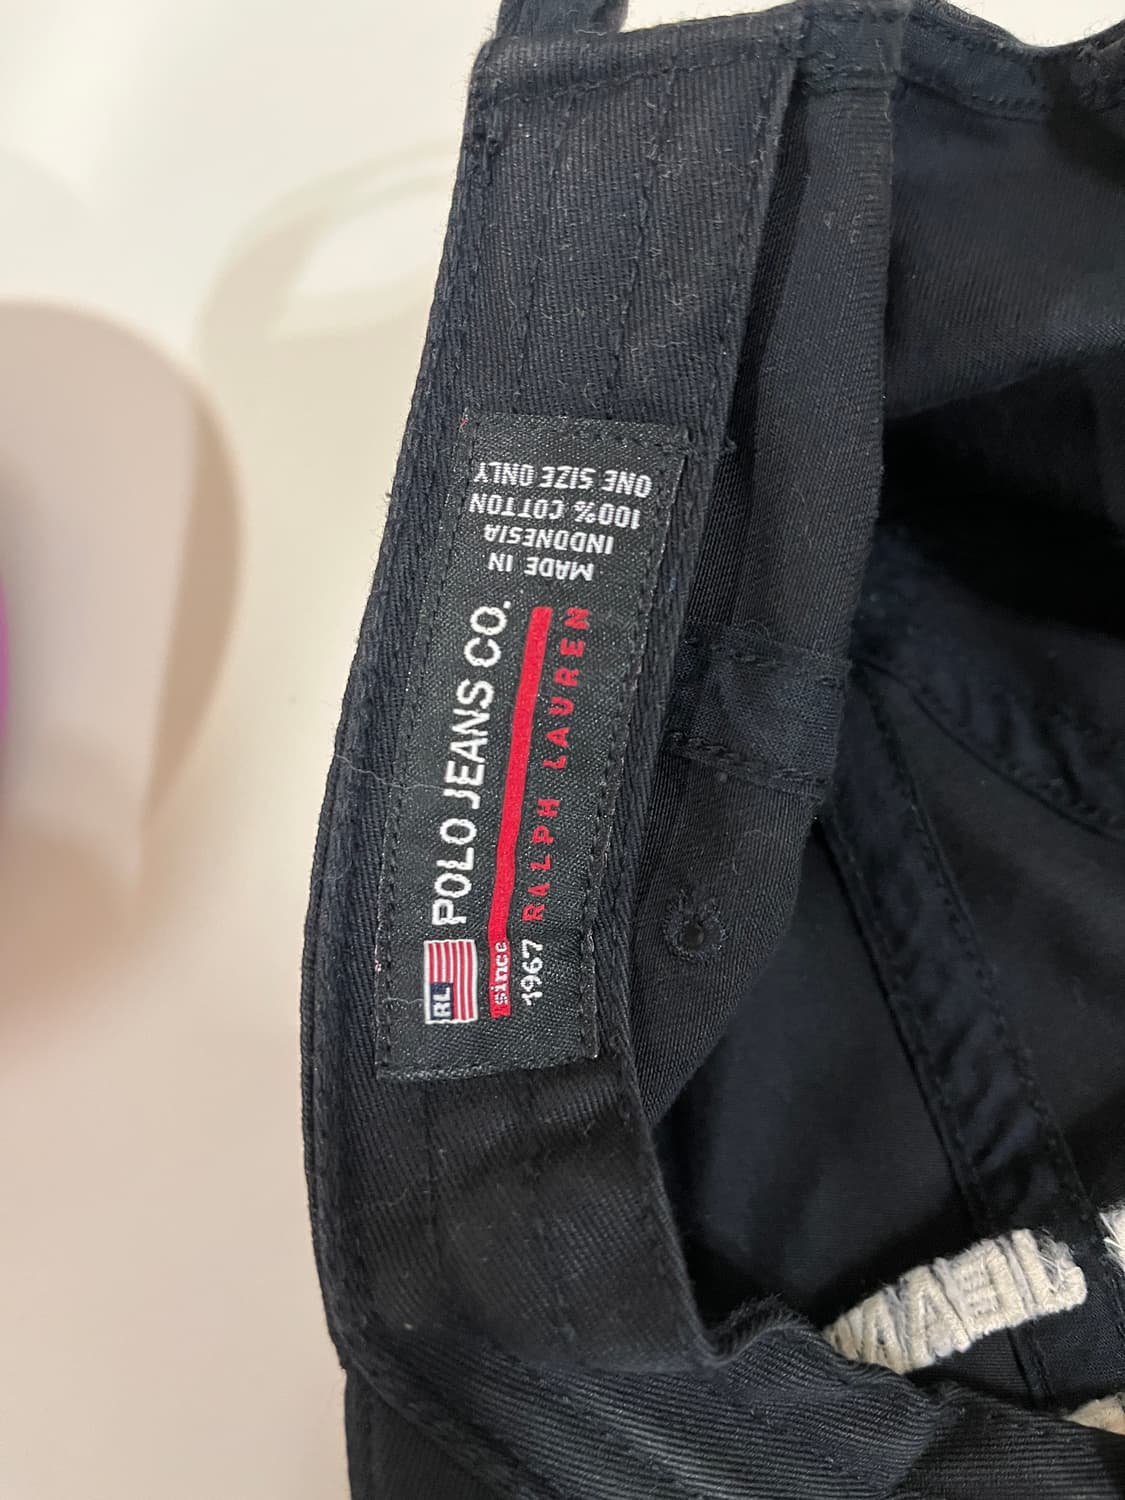 POLO JEANS CO.
since
1967 RALPH LAUREN
RL
MADE IN
INDONESIA
100% COTTON
ONE SIZE ONLY